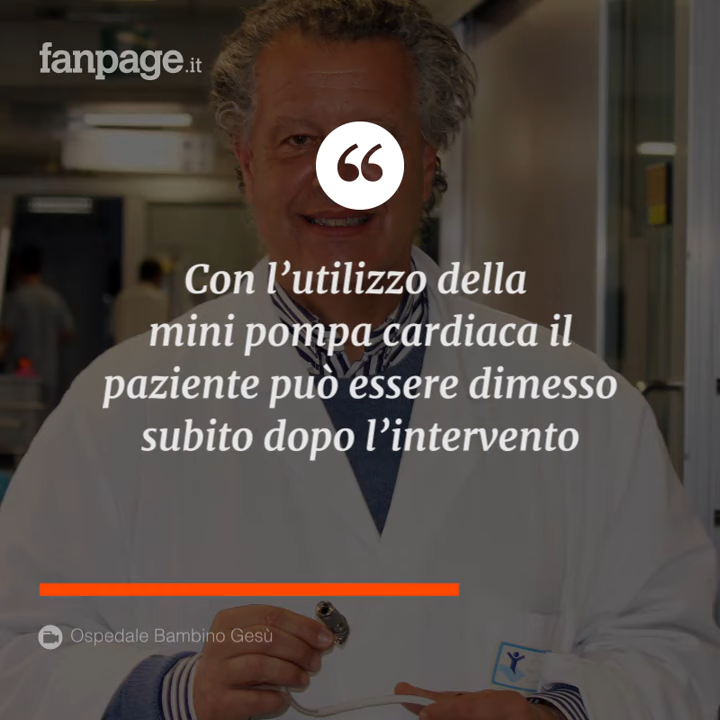 fanpage.it
“
Con l’utilizzo della
mini pompa cardiaca il
paziente può essere dimesso
subito dopo l’intervento
Ospedale Bambino Gesù